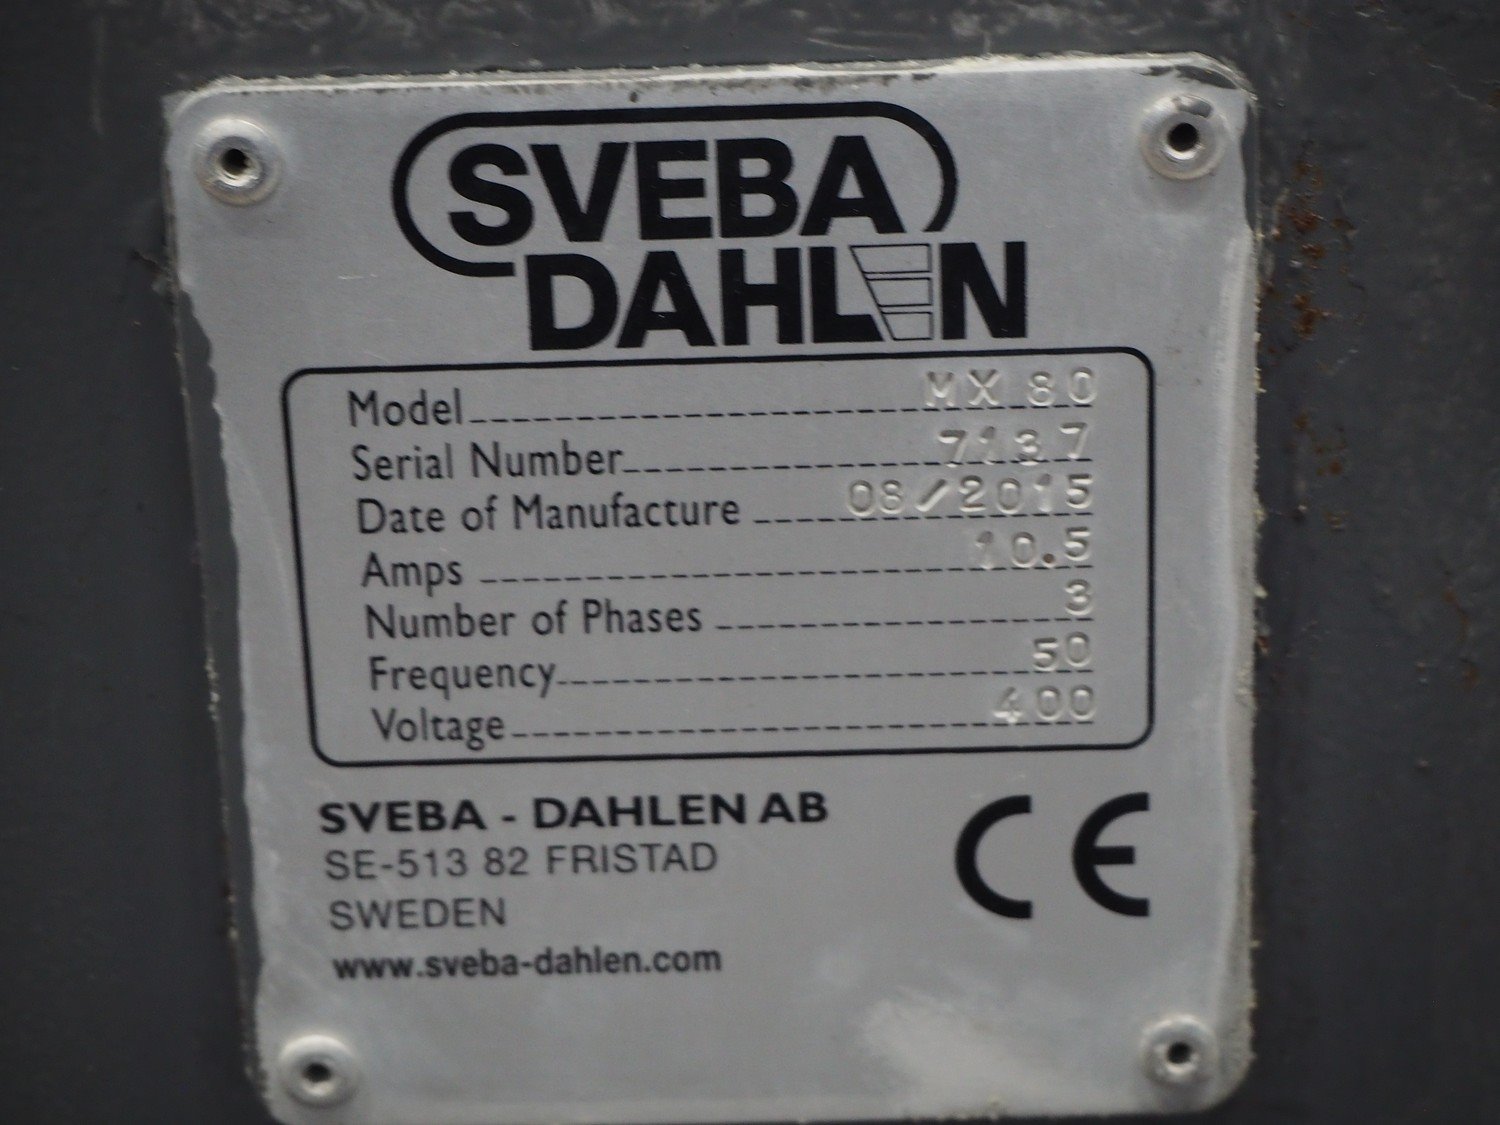 SVEBA
DAHLEN
Model MX 80
Serial Number 7137
Date of Manufacture 08/2015
Amps 10.5
Number of Phases 3
Frequency 50
Voltage 400
SVEBA - DAHLEN AB
SE-513 82 FRISTAD
SWEDEN
www.sveba-dahlen.com
CE